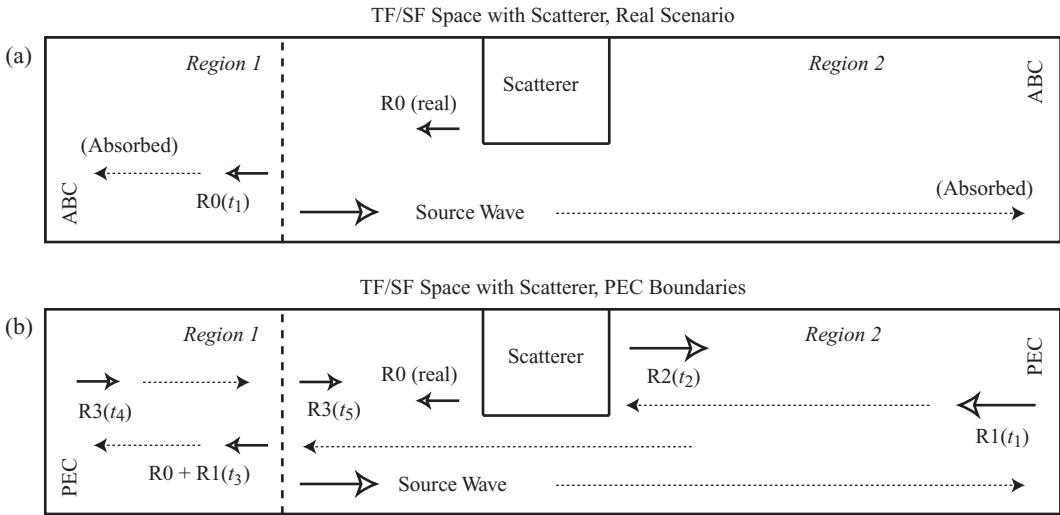 TF/SF Space with Scatterer, Real Scenario
(a)
Region 1
Region 2
ABC
Scatterer
R0 (real)
(Absorbed)
R0(t1)
ABC
Source Wave
(Absorbed)
TF/SF Space with Scatterer, PEC Boundaries
(b)
Region 1
Region 2
PEC
Scatterer
R0 (real)
R2(t2)
R3(t4)
R3(t5)
R1(t1)
R0 + R1(t3)
PEC
Source Wave